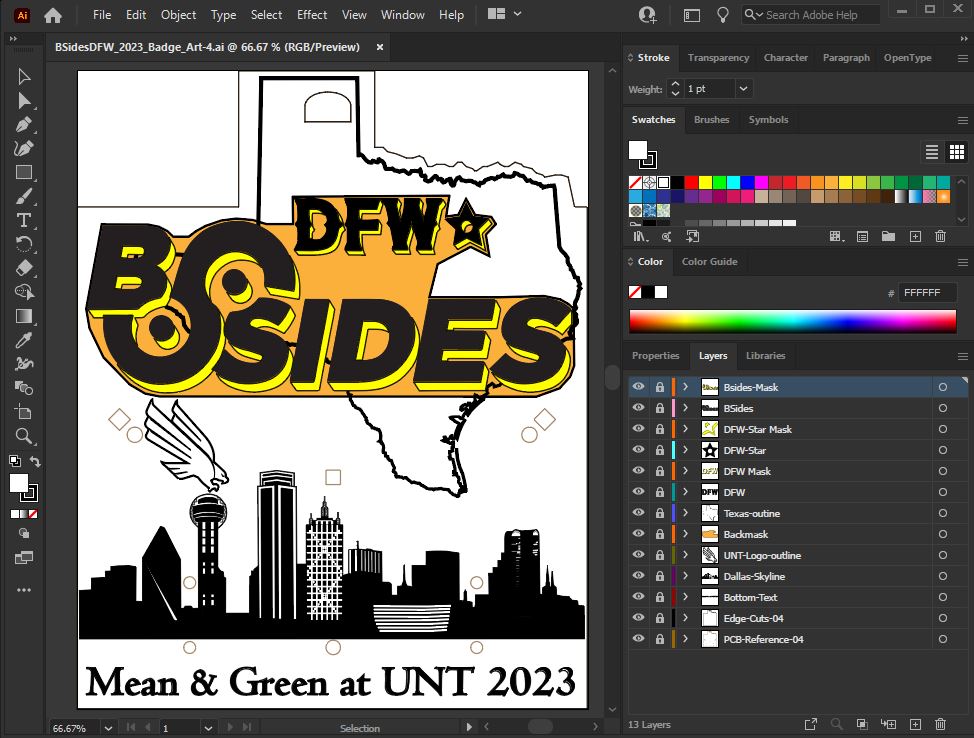 Ai
File Edit Object Type Select Effect View Window Help
Search Adobe Help
BSidesDFW_2023_Badge_Art-4.ai @ 66.67 % (RGB/Preview)
Stroke Transparency Character Paragraph OpenType
Weight: 1 pt
Swatches Brushes Symbols
DFW
BSIDES
Color Color Guide
# FFFFFF
Properties Layers Libraries
Bsides-Mask
BSides
DFW-Star Mask
DFW-Star
DFW Mask
DFW
Texas-outine
Backmask
UNT-Logo-outline
Dallas-Skyline
Bottom-Text
Edge-Cuts-04
PCB-Reference-04
Mean & Green at UNT 2023
66.67% 1 Selection
13 Layers